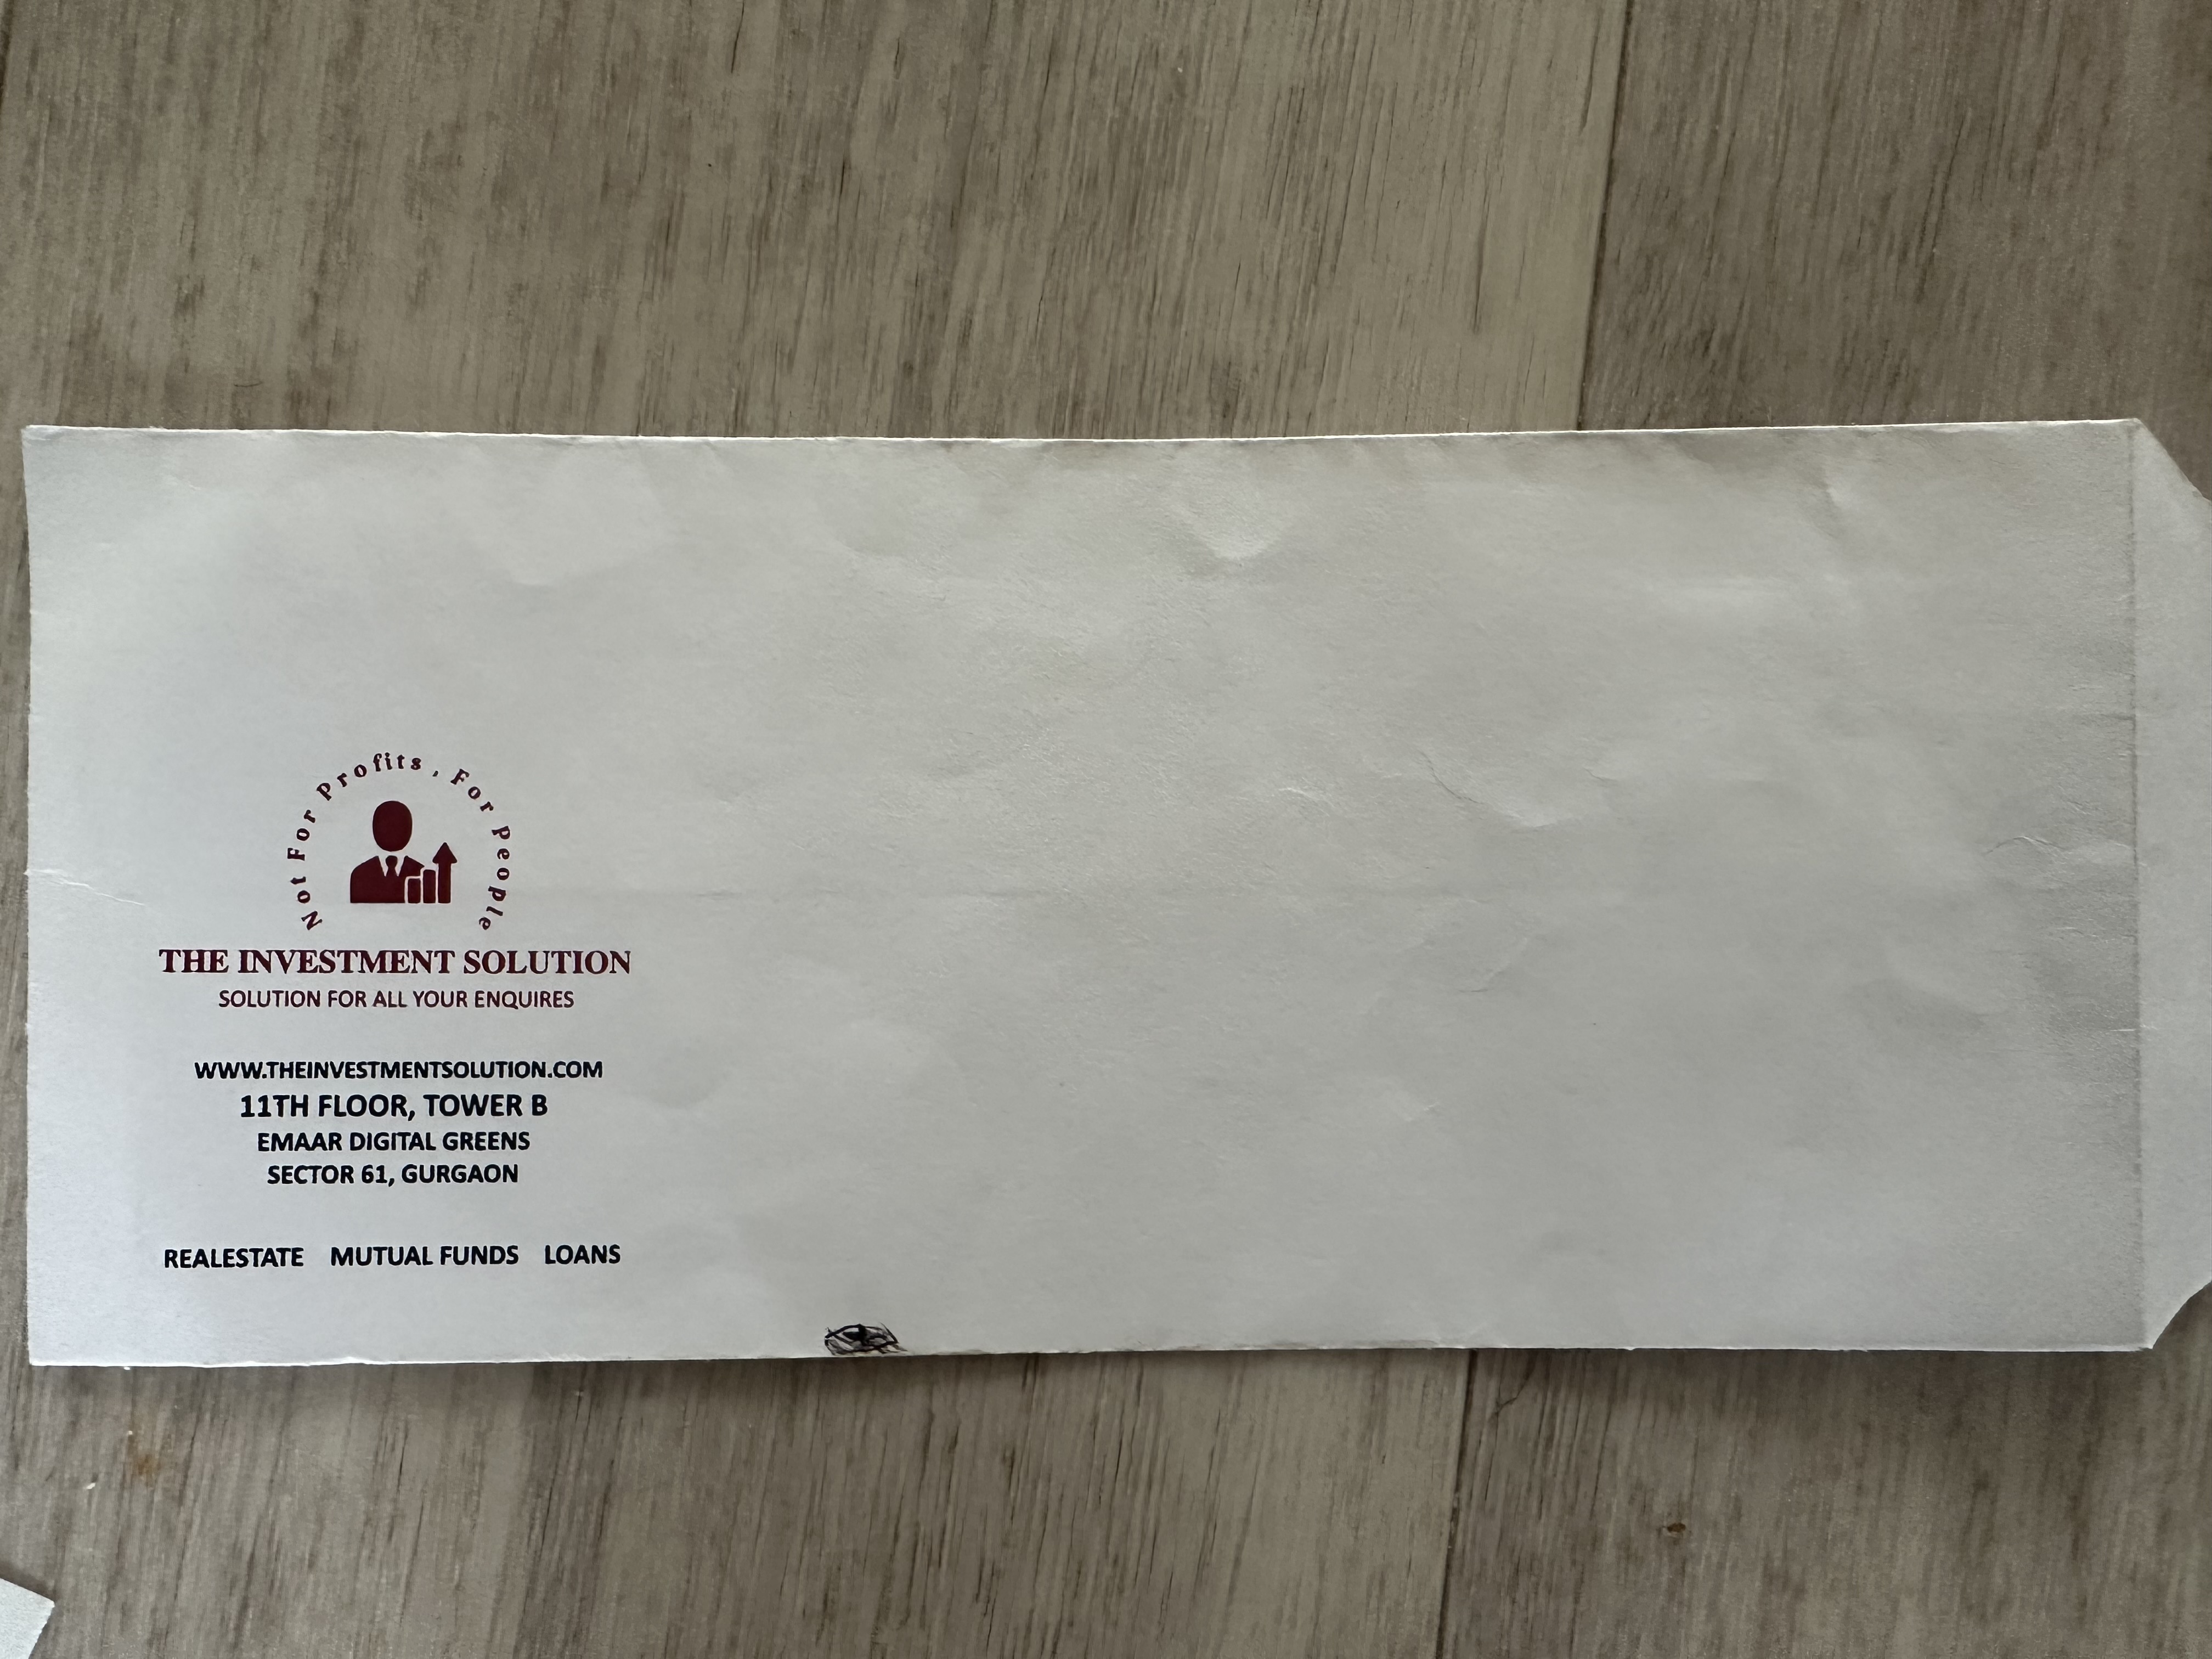 Not For Profits , For People
THE INVESTMENT SOLUTION
SOLUTION FOR ALL YOUR ENQUIRES
WWW.THEINVESTMENTSOLUTION.COM
11TH FLOOR, TOWER B
EMAAR DIGITAL GREENS
SECTOR 61, GURGAON
REALESTATE MUTUAL FUNDS LOANS